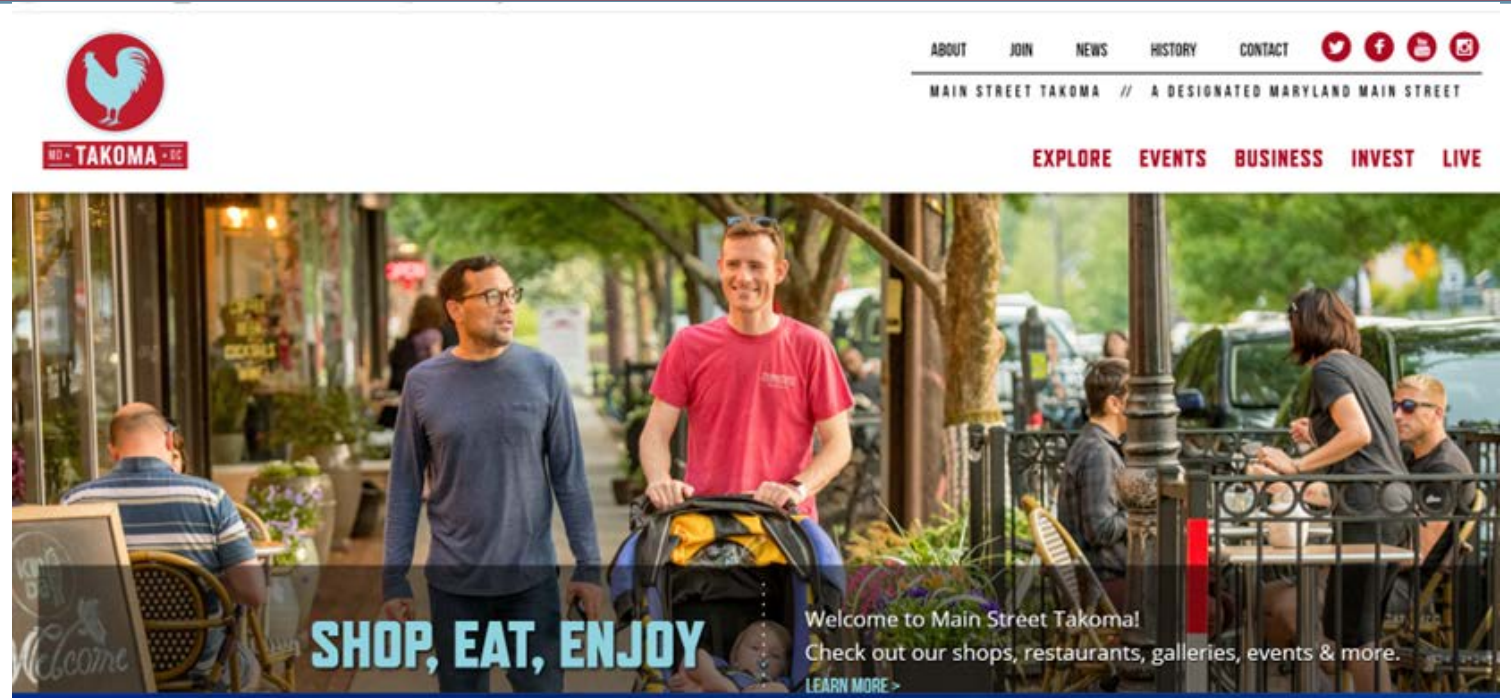 ABOUT JOIN NEWS HISTORY CONTACT
MAIN STREET TAKOMA // A DESIGNATED MARYLAND MAIN STREET
MD • TAKOMA • DC
EXPLORE EVENTS BUSINESS INVEST LIVE
OPEN
COCKTAILS
Welcome
SHOP, EAT, ENJOY
Welcome to Main Street Takoma!
Check out our shops, restaurants, galleries, events & more.
LEARN MORE >